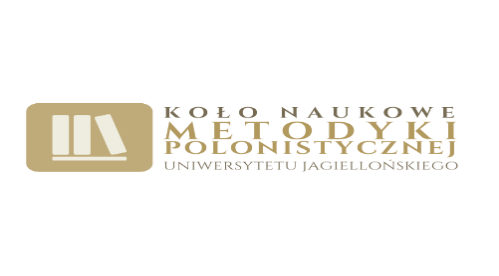 KOŁO NAUKOWE
METODYKI
POLONISTYCZNEJ
UNIWERSYTETU JAGIELLOŃSKIEGO